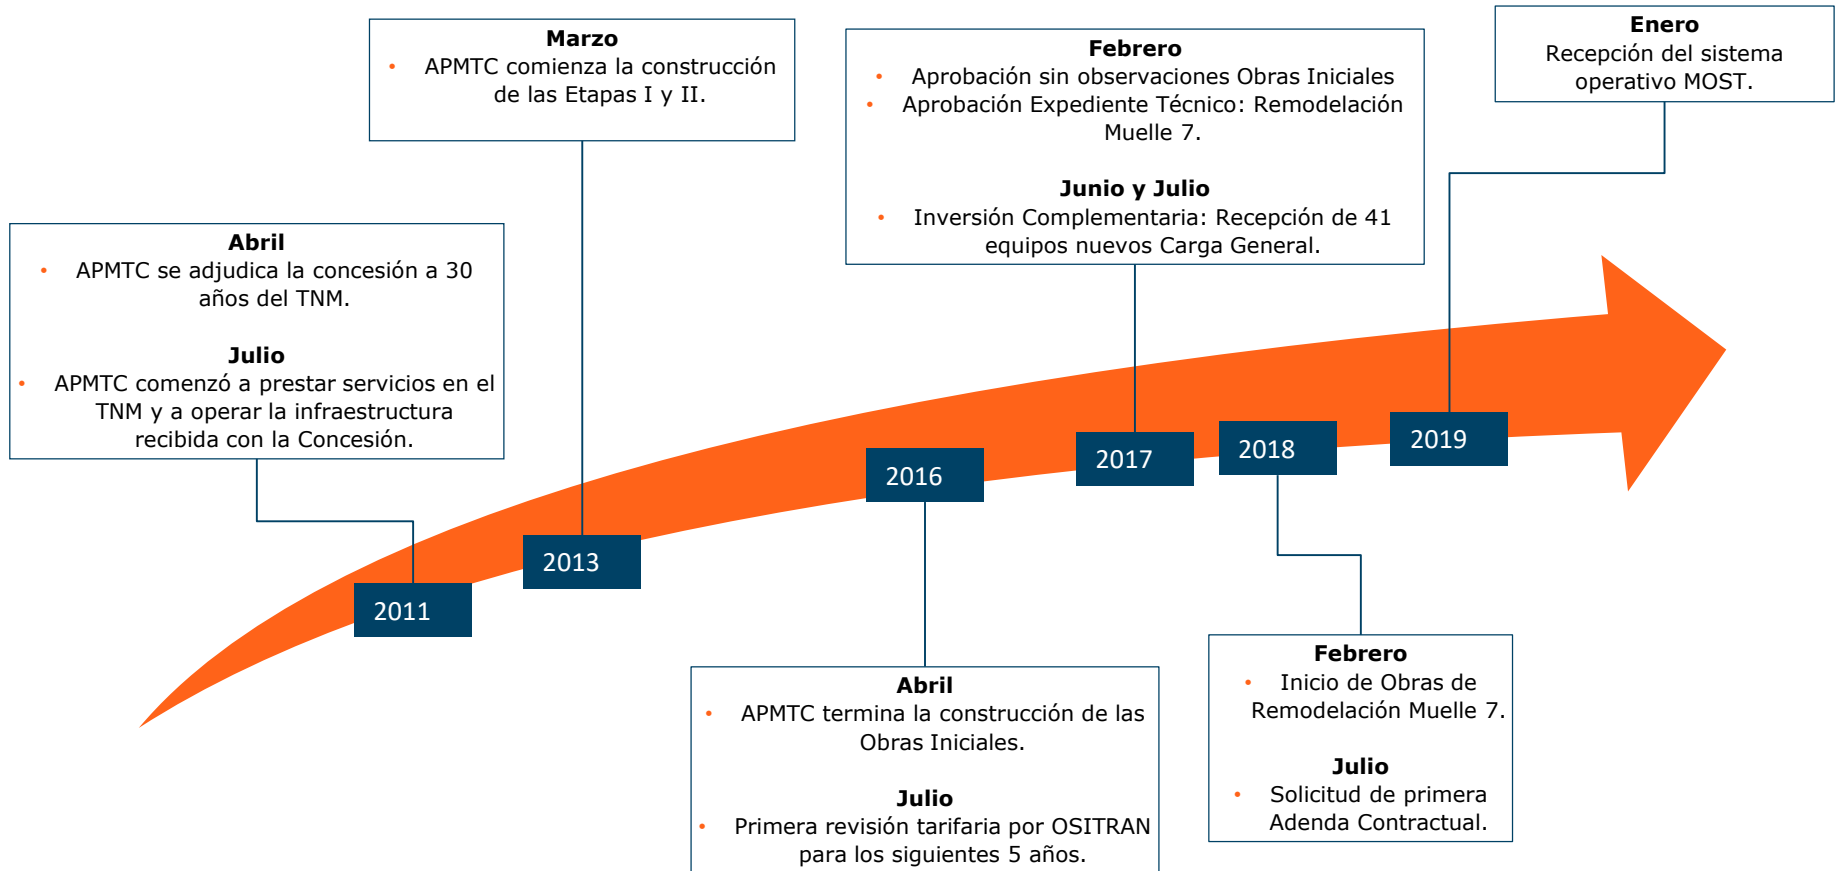 Abril
• APMTC se adjudica la concesión a 30
años del TNM.
Julio
• APMTC comenzó a prestar servicios en el
TNM y a operar la infraestructura
recibida con la Concesión.
2011
Marzo
• APMTC comienza la construcción
de las Etapas I y II.
2013
2016
Abril
• APMTC termina la construcción de las
Obras Iniciales.
Julio
• Primera revisión tarifaria por OSITRAN
para los siguientes 5 años.
Febrero
• Aprobación sin observaciones Obras Iniciales
• Aprobación Expediente Técnico: Remodelación
Muelle 7.
Junio y Julio
• Inversión Complementaria: Recepción de 41
equipos nuevos Carga General.
2017
2018
Febrero
• Inicio de Obras de
Remodelación Muelle 7.
Julio
• Solicitud de primera
Adenda Contractual.
Enero
Recepción del sistema
operativo MOST.
2019